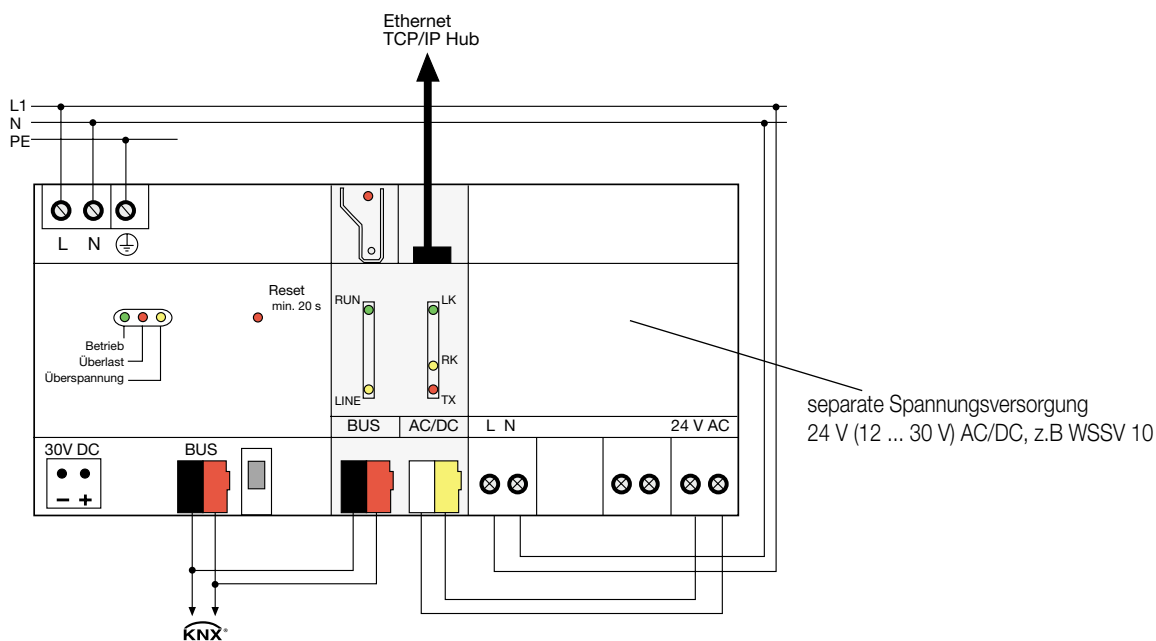 Ethernet
TCP/IP Hub
L1
N
PE
L N
Reset
min. 20 s
RUN
LK
Betrieb
Überlast
Überspannung
RK
LINE
TX
BUS
AC/DC
L N
24 V AC
separate Spannungsversorgung
24 V (12 ... 30 V) AC/DC, z.B WSSV 10
30V DC
BUS
− +
KNX®